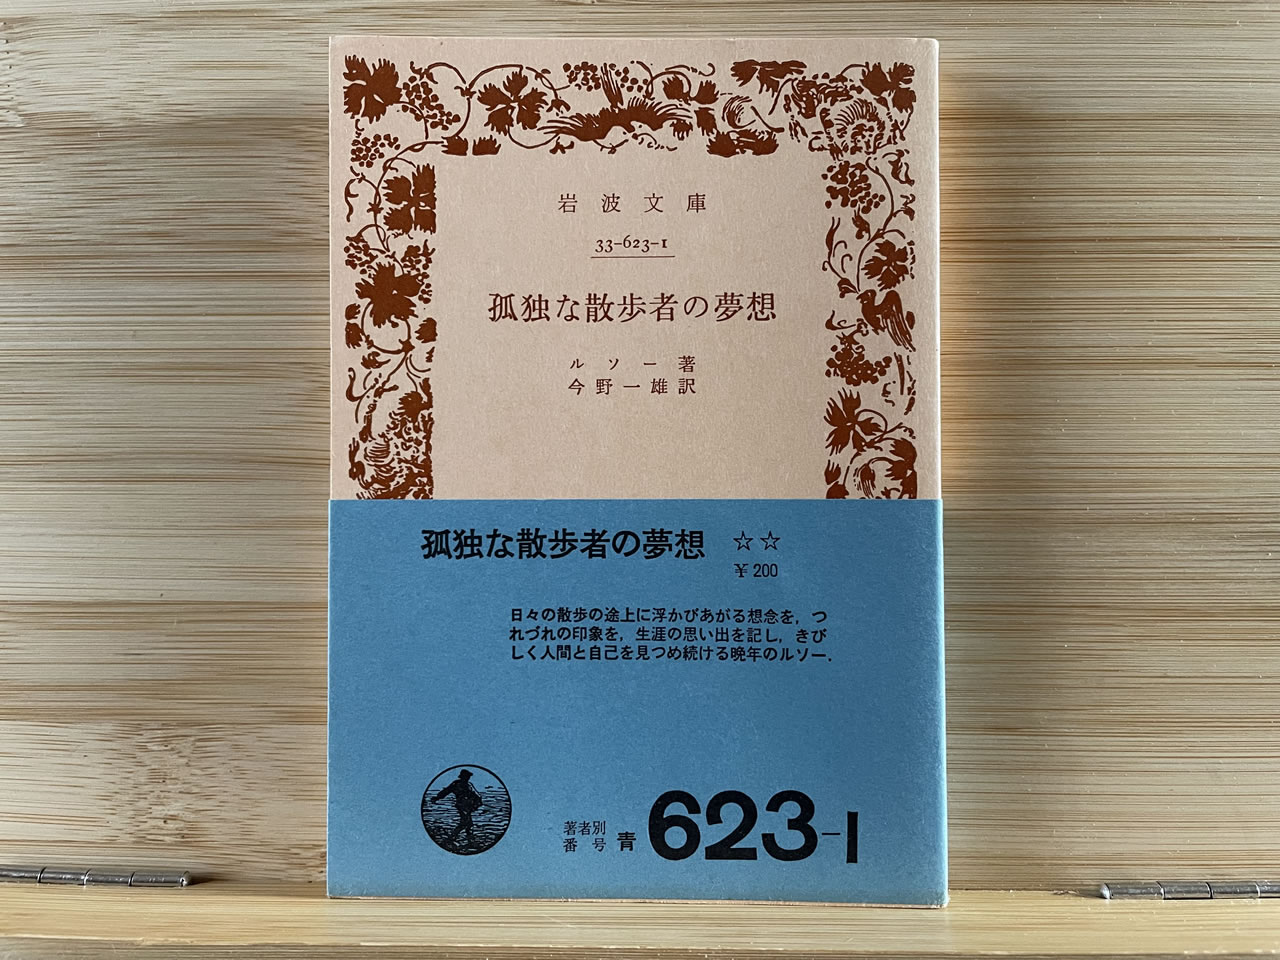 岩波文庫
33-623-1
孤独な散歩者の夢想
ルソー著
今野一雄訳
孤独な散歩者の夢想 ☆☆
￥200
日々の散歩の途上に浮かびあがる想念を，つ
れづれの印象を，生涯の思い出を記し，きび
しく人間と自己を見つめ続ける晩年のルソー．
著者別
番号 青 623-1